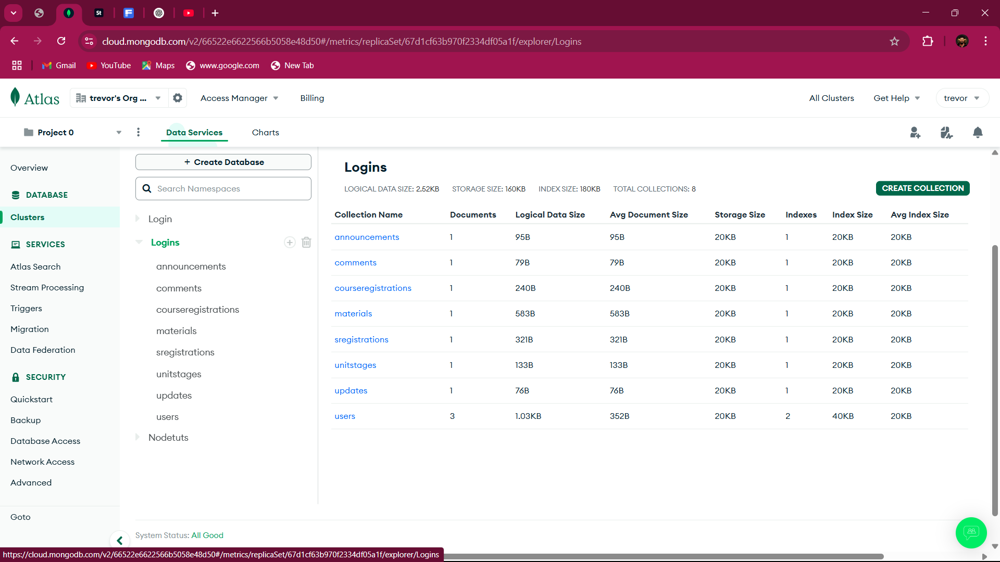 St
cloud.mongodb.com/v2/66522e6622566b5058e48d50#/metrics/replicaSet/67d1cf63b970f2334df05a1f/explorer/Logins
Gmail YouTube Maps www.google.com New Tab
Atlas trevor's Org ... Access Manager Billing All Clusters Get Help trevor
Project 0 Data Services Charts
Overview
DATABASE
Clusters
SERVICES
Atlas Search
Stream Processing
Triggers
Migration
Data Federation
SECURITY
Quickstart
Backup
Database Access
Network Access
Advanced
Goto
+ Create Database
Search Namespaces
Login
Logins
announcements
comments
courseregistrations
materials
sregistrations
unitstages
updates
users
Nodetuts
Logins
LOGICAL DATA SIZE: 2.52KB STORAGE SIZE: 160KB INDEX SIZE: 180KB TOTAL COLLECTIONS: 8
CREATE COLLECTION
Collection Name Documents Logical Data Size Avg Document Size Storage Size Indexes Index Size Avg Index Size
announcements 1 95B 95B 20KB 1 20KB 20KB
comments 1 79B 79B 20KB 1 20KB 20KB
courseregistrations 1 240B 240B 20KB 1 20KB 20KB
materials 1 583B 583B 20KB 1 20KB 20KB
sregistrations 1 321B 321B 20KB 1 20KB 20KB
unitstages 1 133B 133B 20KB 1 20KB 20KB
updates 1 76B 76B 20KB 1 20KB 20KB
users 3 1.03KB 352B 20KB 2 40KB 20KB
System Status: All Good
https://cloud.mongodb.com/v2/66522e6622566b5058e48d50#/metrics/replicaSet/67d1cf63b970f2334df05a1f/explorer/Logins